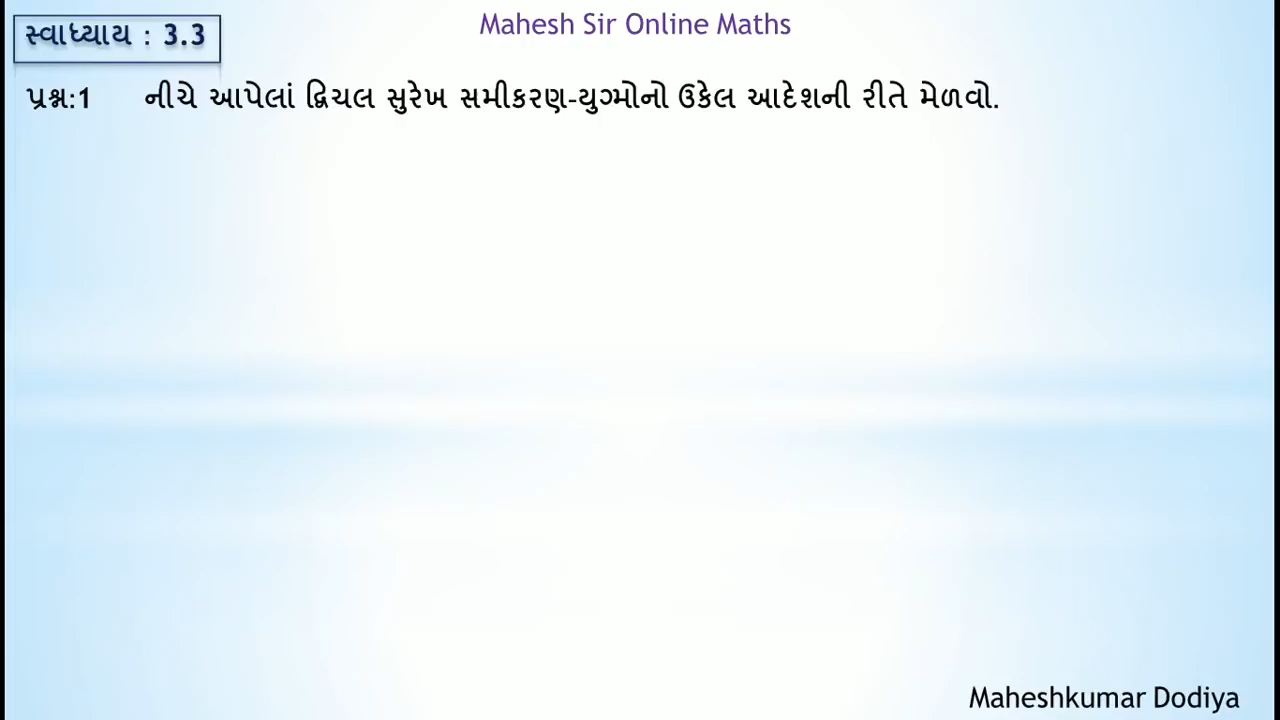 Mahesh Sir Online Maths
સ્વાધ્યાય : 3.3
પ્રશ્ન:1 નીચે આપેલાં દ્વિચલ સુરેખ સમીકરણ-યુગ્મોનો ઉકેલ આદેશની રીતે મેળવો.
Maheshkumar Dodiya